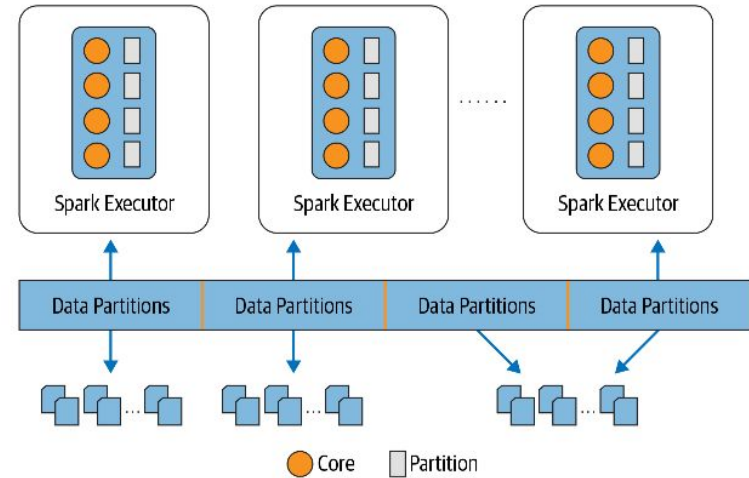 Spark Executor
Spark Executor
......
Spark Executor
Data Partitions
Data Partitions
Data Partitions
Data Partitions
...
...
...
Core
Partition